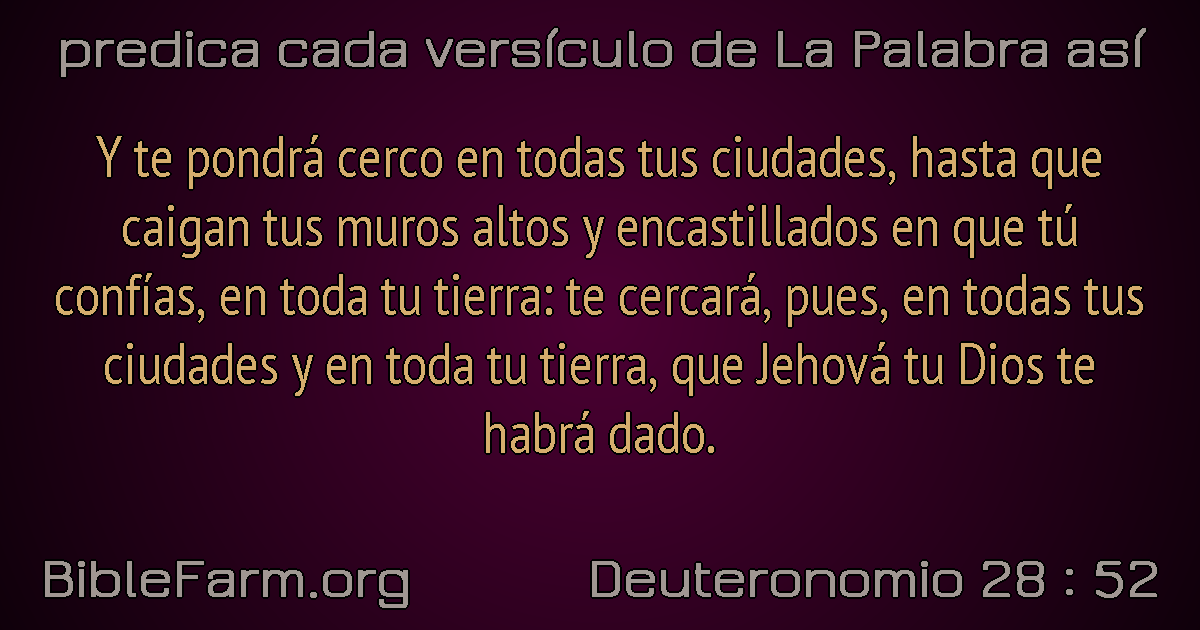 predica cada versículo de La Palabra así
Y te pondrá cerco en todas tus ciudades, hasta que
caigan tus muros altos y encastillados en que tú
confías, en toda tu tierra: te cercará, pues, en todas tus
ciudades y en toda tu tierra, que Jehová tu Dios te
habrá dado.
BibleFarm.org
Deuteronomio 28 : 52